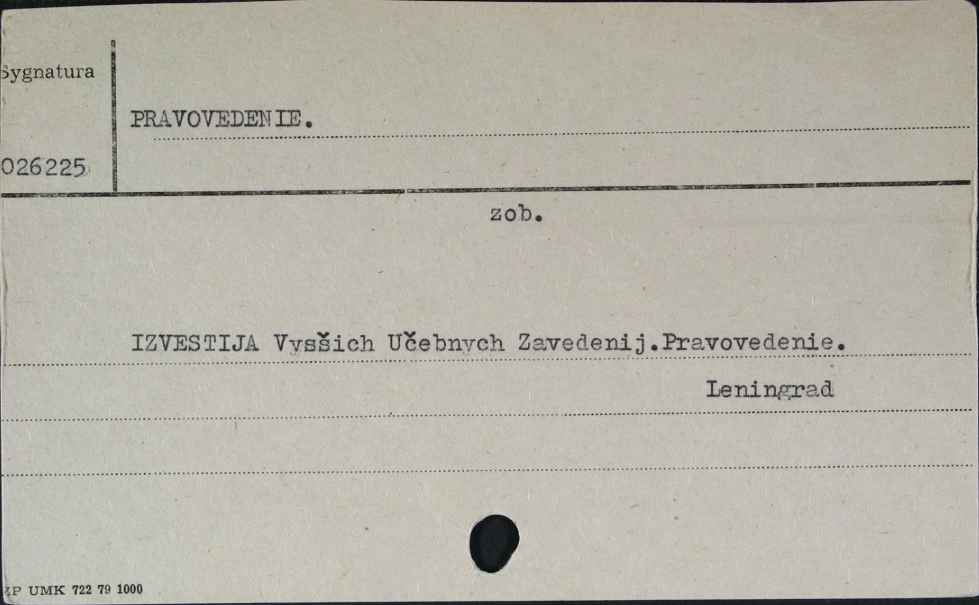 Sygnatura
PRAVOVEDENIE.
026225
zob.
IZVESTIJA Vysšich Učebnych Zavedenij.Pravovedenie.
Leningrad
ZP UMK 722 79 1000